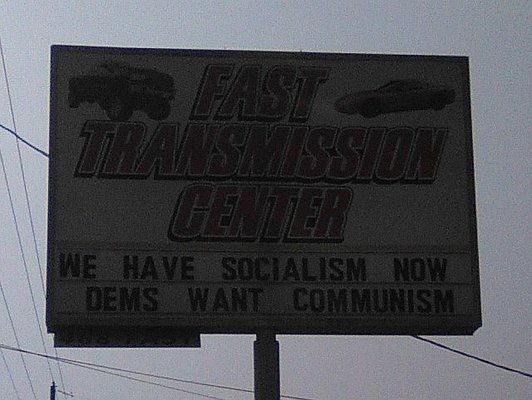 FAST
TRANSMISSION
CENTER
WE HAVE SOCIALISM NOW
DEMS WANT COMMUNISM